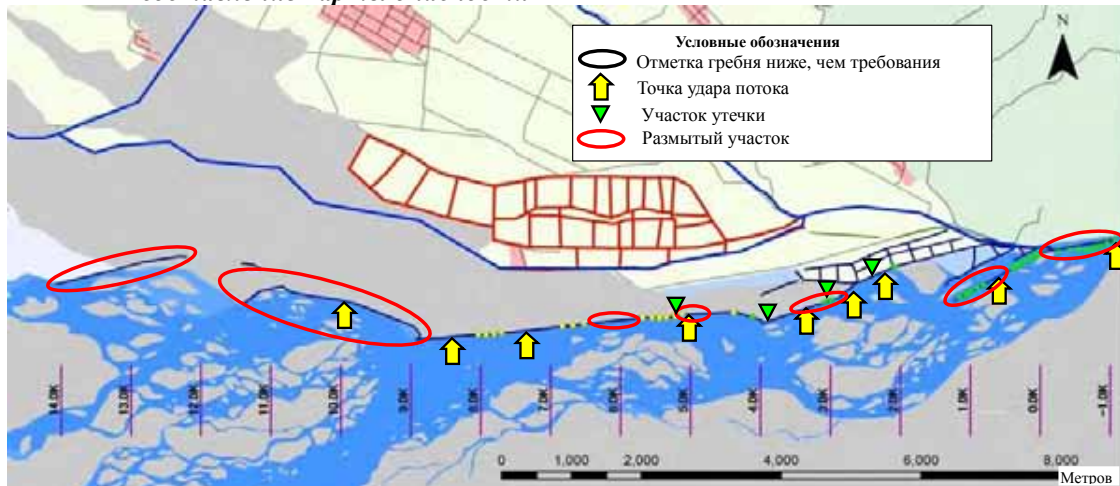 N
Условные обозначения
Отметка гребня ниже, чем требования
Точка удара потока
Участок утечки
Размытый участок
14.0K
13.0K
12.0K
11.0K
10.0K
9.0K
8.0K
7.0K
6.0K
5.0K
4.0K
3.0K
2.0K
1.0K
0.0K
-1.0K
0 1,000 2,000 4,000 6,000 8,000
Метров